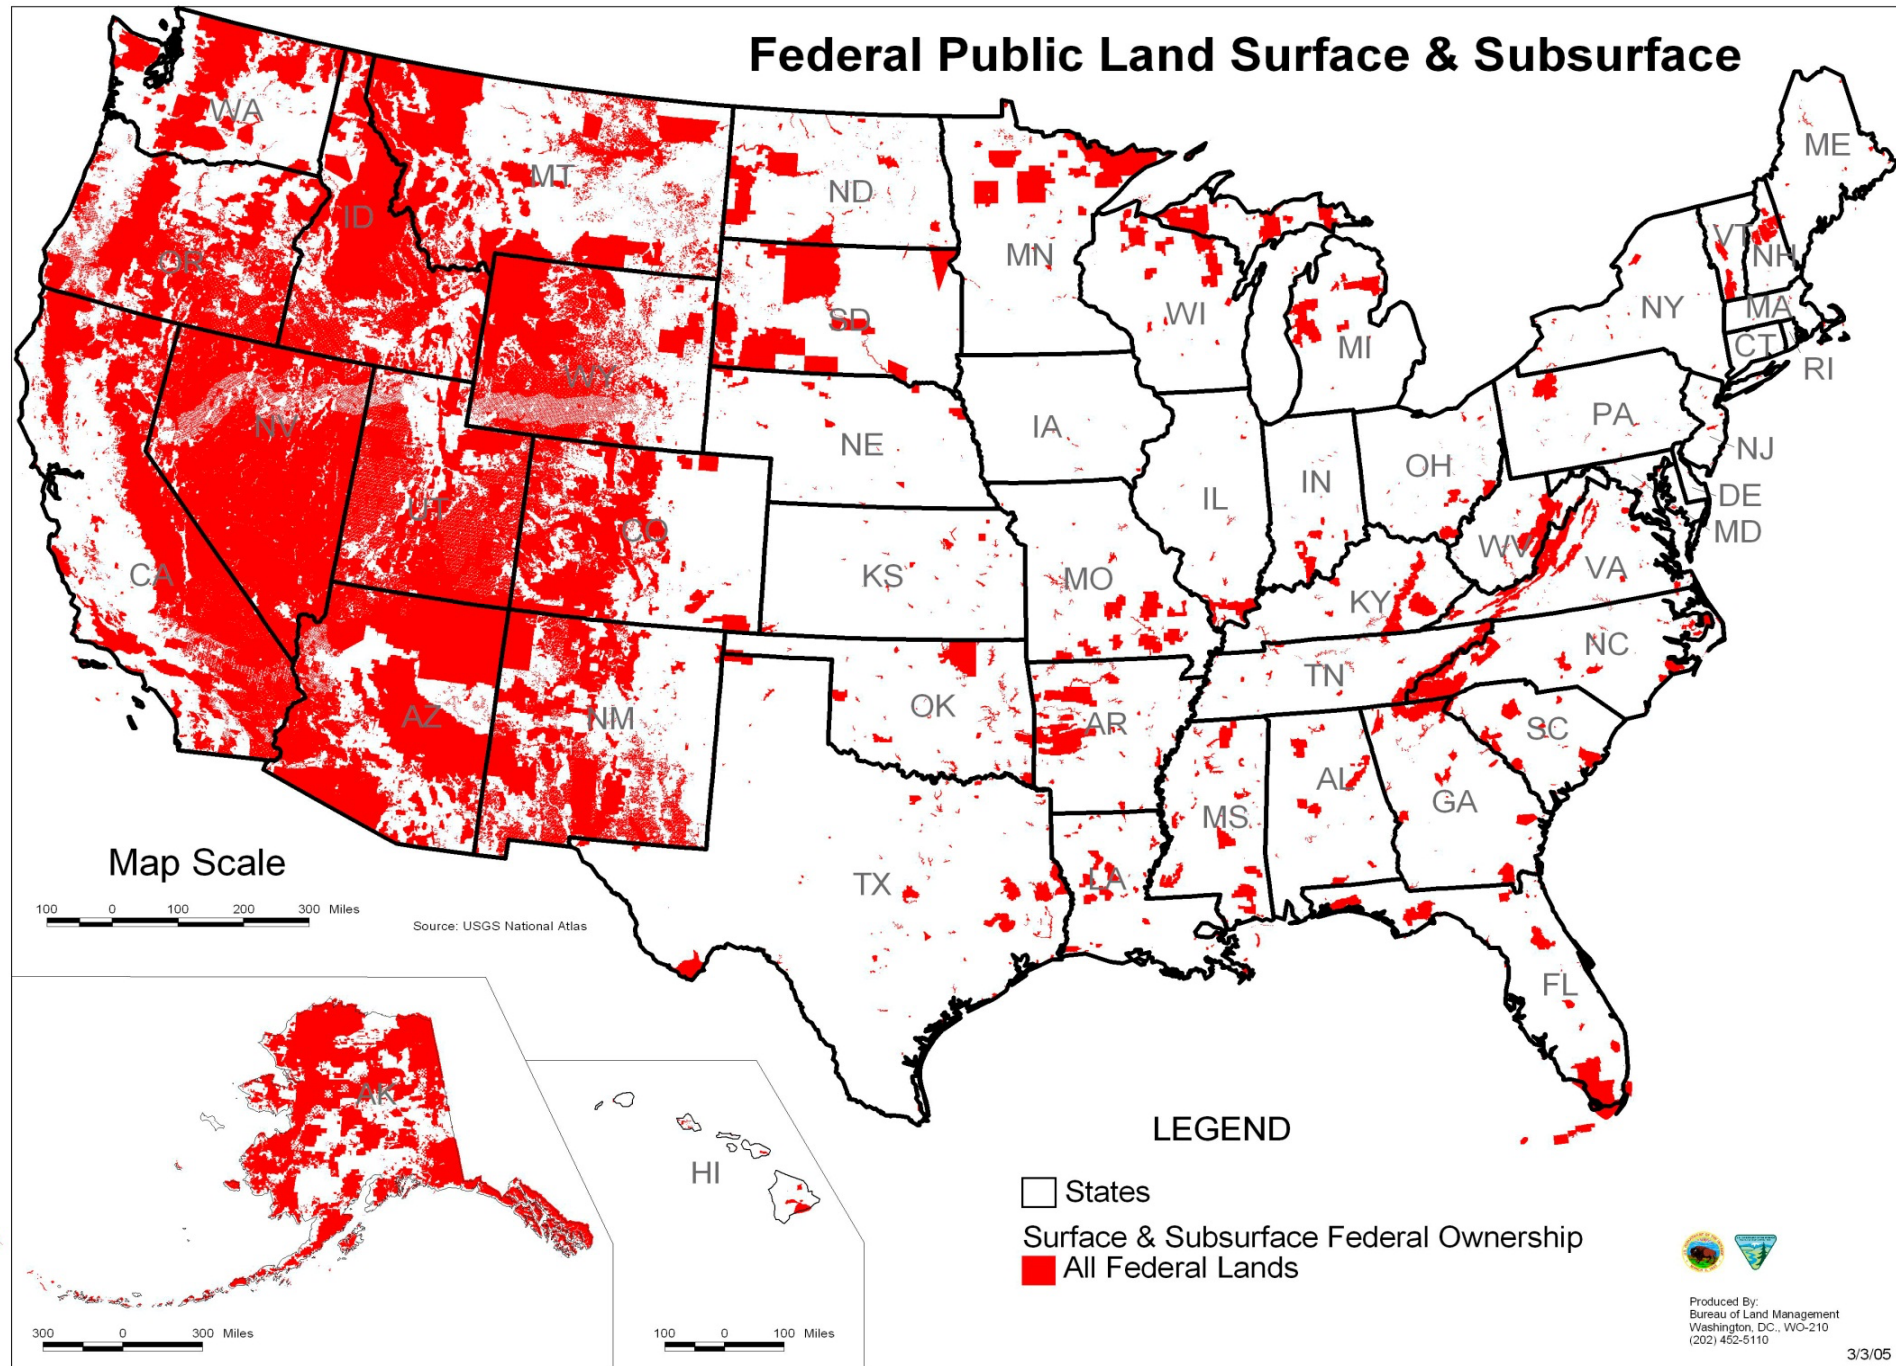 Federal Public Land Surface & Subsurface
WA
MT
ND
MN
ME
OR
ID
SD
WI
MI
NY
VT
NH
MA
CT
RI
WY
NV
NE
IA
PA
NJ
UT
CO
IL
IN
OH
DE
MD
CA
KS
MO
KY
WV
VA
AZ
NM
OK
AR
TN
NC
SC
TX
LA
MS
AL
GA
FL
Map Scale
100 0 100 200 300 Miles
Source: USGS National Atlas
AK
300 0 300 Miles
HI
100 0 100 Miles
LEGEND
States
Surface & Subsurface Federal Ownership
All Federal Lands
Produced By:
Bureau of Land Management
Washington, DC., WO-210
(202) 452-5110
3/3/05